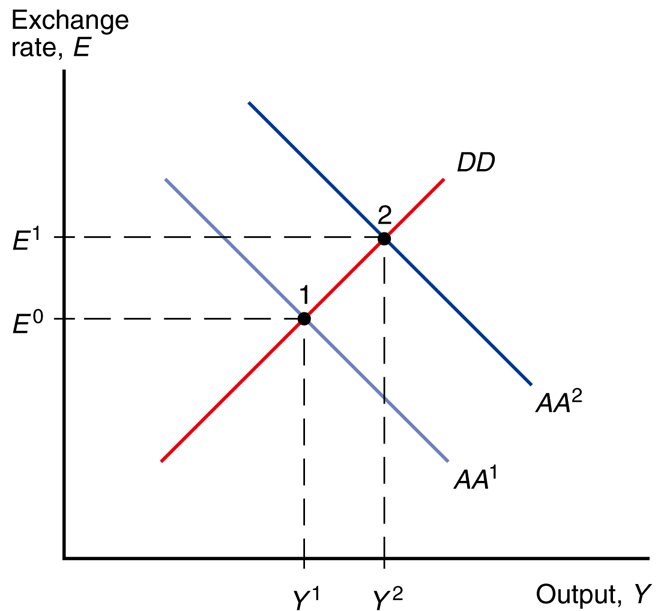 Exchange
rate, E
DD
2
E¹
1
E⁰
AA²
AA¹
Y¹
Y²
Output, Y